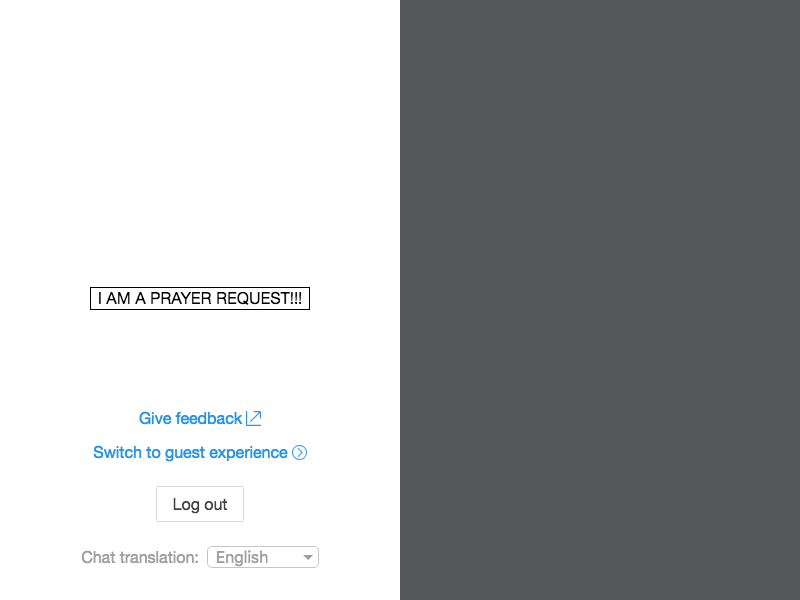 I AM A PRAYER REQUEST!!!
Give feedback
Switch to guest experience
Log out
Chat translation: English